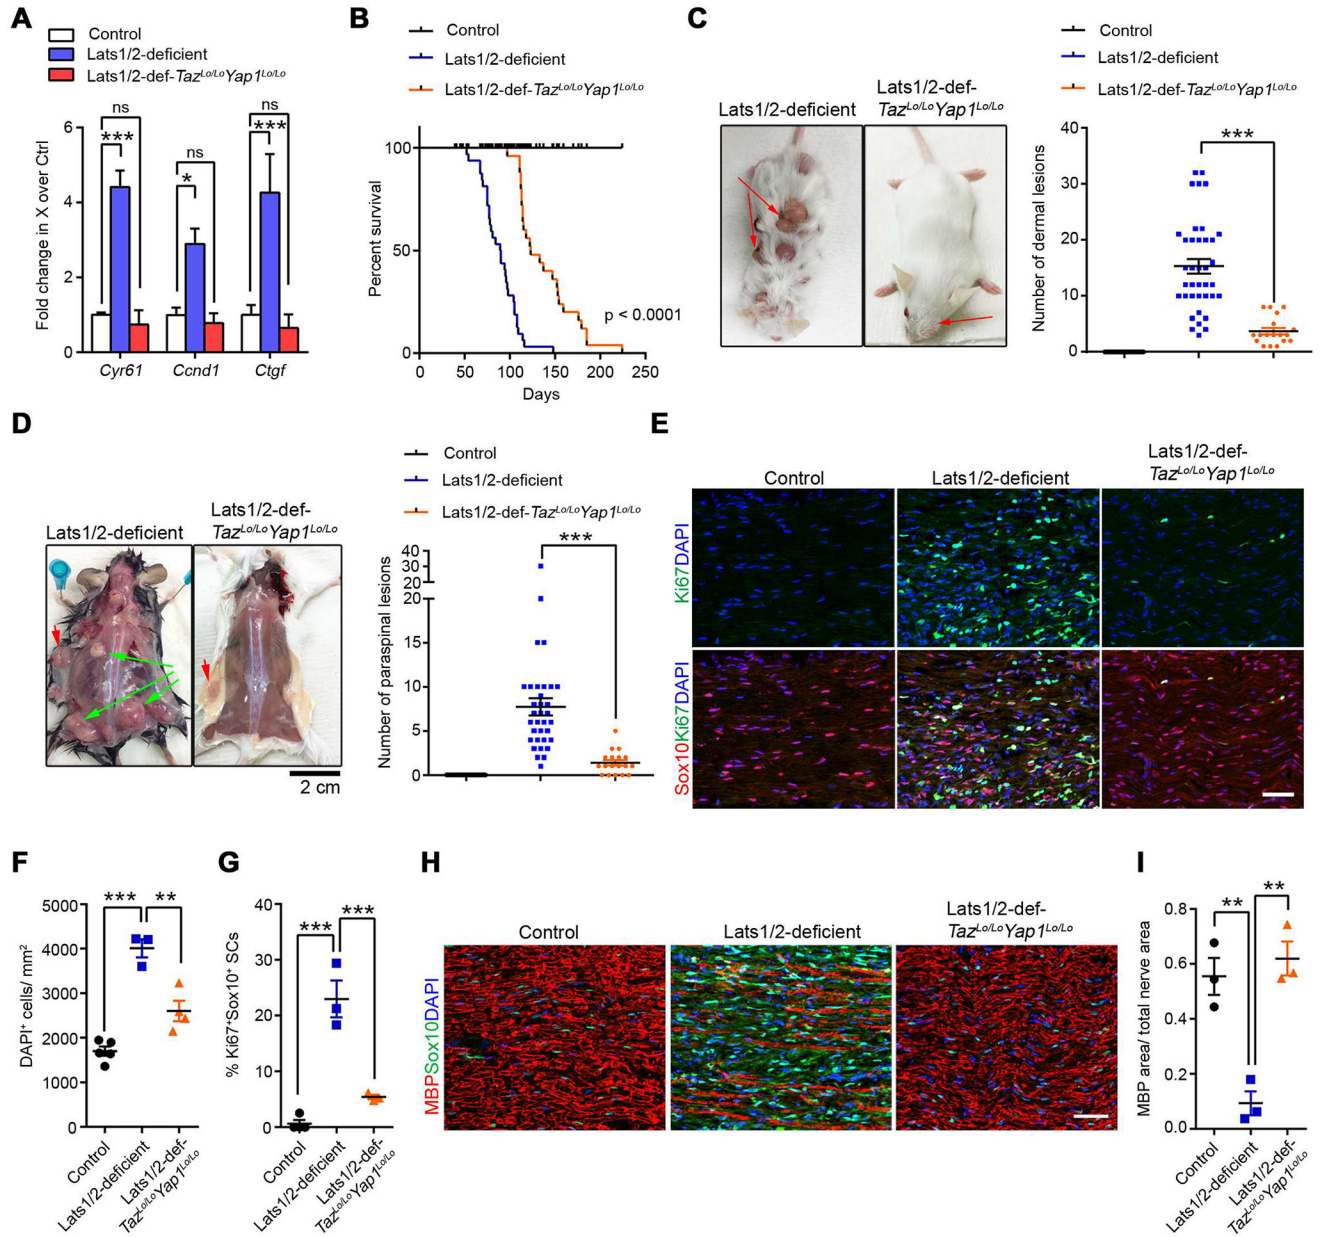 A
Control
Lats1/2-deficient
Lats1/2-def-TazLo/LoYap1Lo/Lo
Fold change in X over Ctrl
6
4
2
0
ns
***
ns
*
ns
***
Cyr61
Ccnd1
Ctgf
B
Control
Lats1/2-deficient
Lats1/2-def-TazLo/LoYap1Lo/Lo
Percent survival
100
50
0
p < 0.0001
0 50 100 150 200 250
Days
C
Lats1/2-deficient
Lats1/2-def-
TazLo/LoYap1Lo/Lo
Control
Lats1/2-deficient
Lats1/2-def-TazLo/LoYap1Lo/Lo
Number of dermal lesions
40
30
20
10
0
***
D
Lats1/2-deficient
Lats1/2-def-
TazLo/LoYap1Lo/Lo
2 cm
Control
Lats1/2-deficient
Lats1/2-def-TazLo/LoYap1Lo/Lo
Number of paraspinal lesions
40
30
20
20
15
10
5
0
***
E
Control
Lats1/2-deficient
Lats1/2-def-
TazLo/LoYap1Lo/Lo
Ki67DAPI
Sox10Ki67DAPI
F
DAPI+ cells/ mm2
5000
4000
3000
2000
1000
0
***
**
Control
Lats1/2-deficient
Lats1/2-def-
TazLo/LoYap1Lo/Lo
G
% Ki67+Sox10+ SCs
40
30
20
10
0
***
***
Control
Lats1/2-deficient
Lats1/2-def-
TazLo/LoYap1Lo/Lo
H
Control
Lats1/2-deficient
Lats1/2-def-
TazLo/LoYap1Lo/Lo
MBPSox10DAPI
I
MBP area/ total nerve area
0.8
0.6
0.4
0.2
0.0
**
**
Control
Lats1/2-deficient
Lats1/2-def-
TazLo/LoYap1Lo/Lo